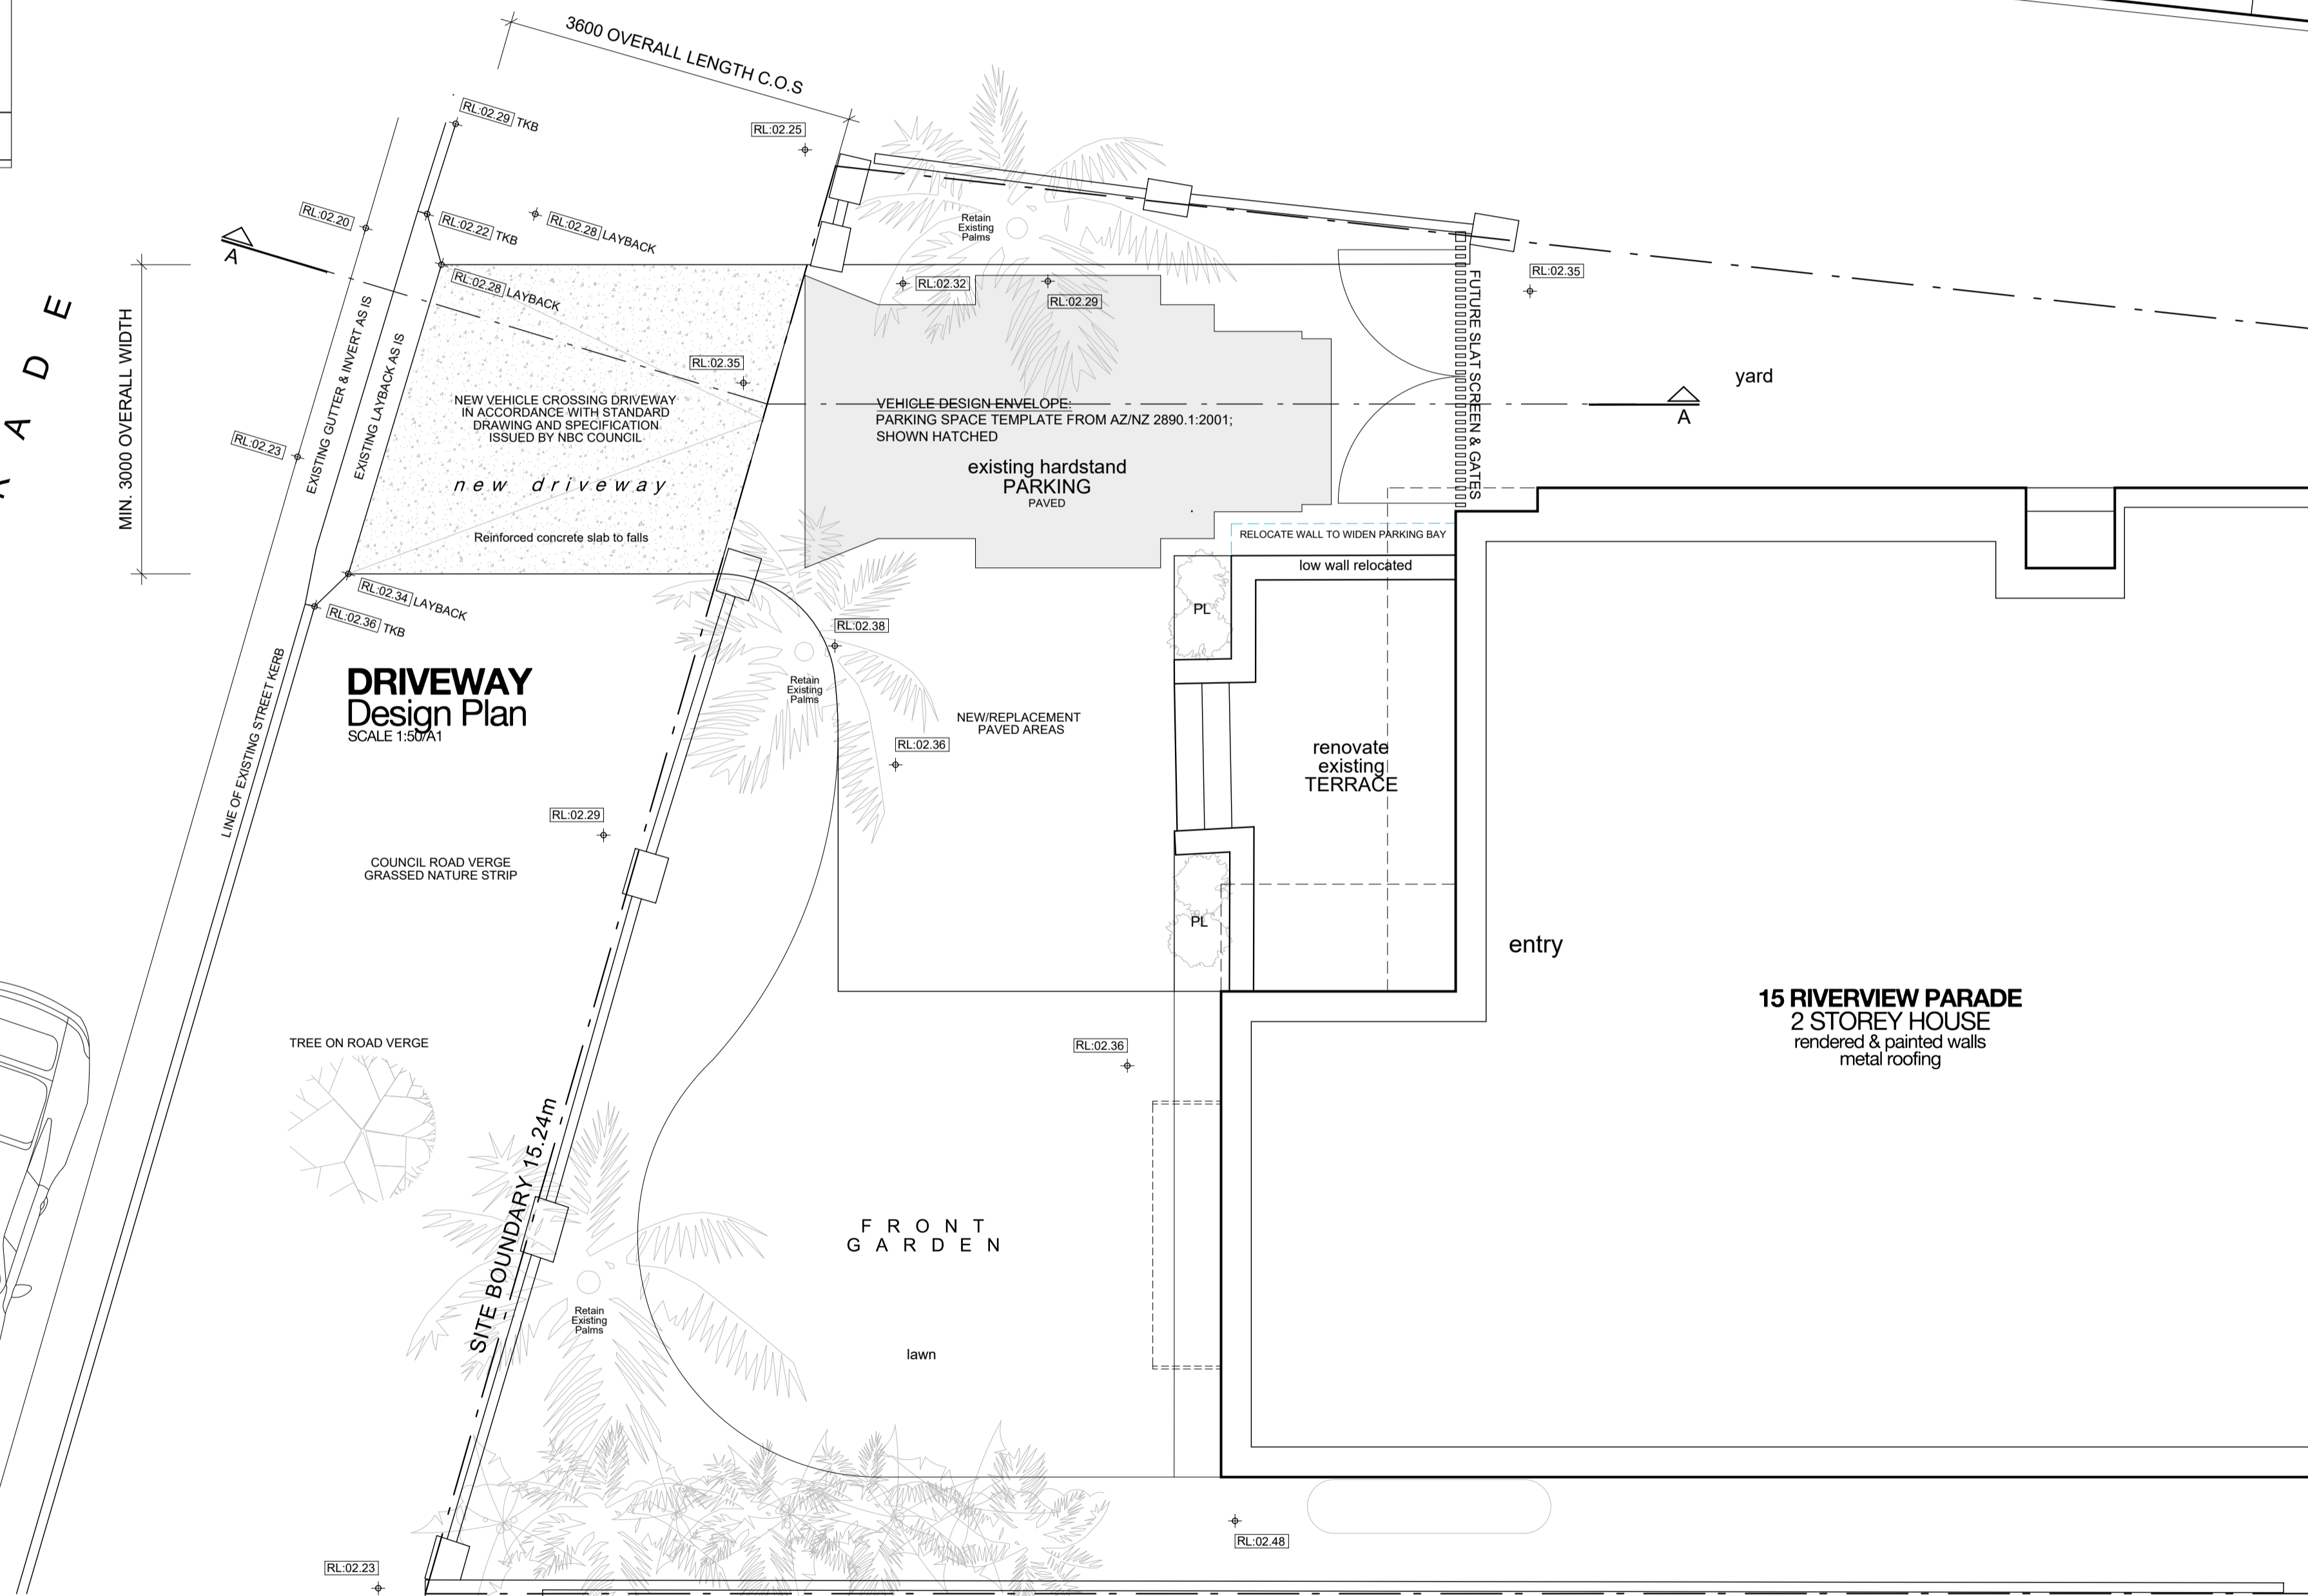 3600 OVERALL LENGTH C.O.S
RL:02.29 TKB
RL:02.25
RL:02.20
RL:02.22 TKB
RL:02.28 LAYBACK
A
Retain
Existing
Palms
RL:02.35
RL:02.28 LAYBACK
RL:02.32
RL:02.29
A D E
MIN. 3000 OVERALL WIDTH
EXISTING GUTTER & INVERT AS IS
EXISTING LAYBACK AS IS
RL:02.35
FUTURE SLAT SCREEN & GATES
yard
A
NEW VEHICLE CROSSING DRIVEWAY
IN ACCORDANCE WITH STANDARD
DRAWING AND SPECIFICATION
ISSUED BY NBC COUNCIL
VEHICLE DESIGN ENVELOPE:
PARKING SPACE TEMPLATE FROM AZ/NZ 2890.1:2001;
SHOWN HATCHED
RL:02.23
existing hardstand
PARKING
PAVED
new driveway
Reinforced concrete slab to falls
RELOCATE WALL TO WIDEN PARKING BAY
low wall relocated
RL:02.34 LAYBACK
RL:02.36 TKB
PL
RL:02.38
DRIVEWAY
Design Plan
SCALE 1:50/A1
Retain
Existing
Palms
NEW/REPLACEMENT
PAVED AREAS
RL:02.36
renovate
existing
TERRACE
LINE OF EXISTING STREET KERB
RL:02.29
COUNCIL ROAD VERGE
GRASSED NATURE STRIP
PL
entry
15 RIVERVIEW PARADE
2 STOREY HOUSE
rendered & painted walls
metal roofing
TREE ON ROAD VERGE
RL:02.36
SITE BOUNDARY 15.24m
FRONT
GARDEN
Retain
Existing
Palms
lawn
RL:02.48
RL:02.23